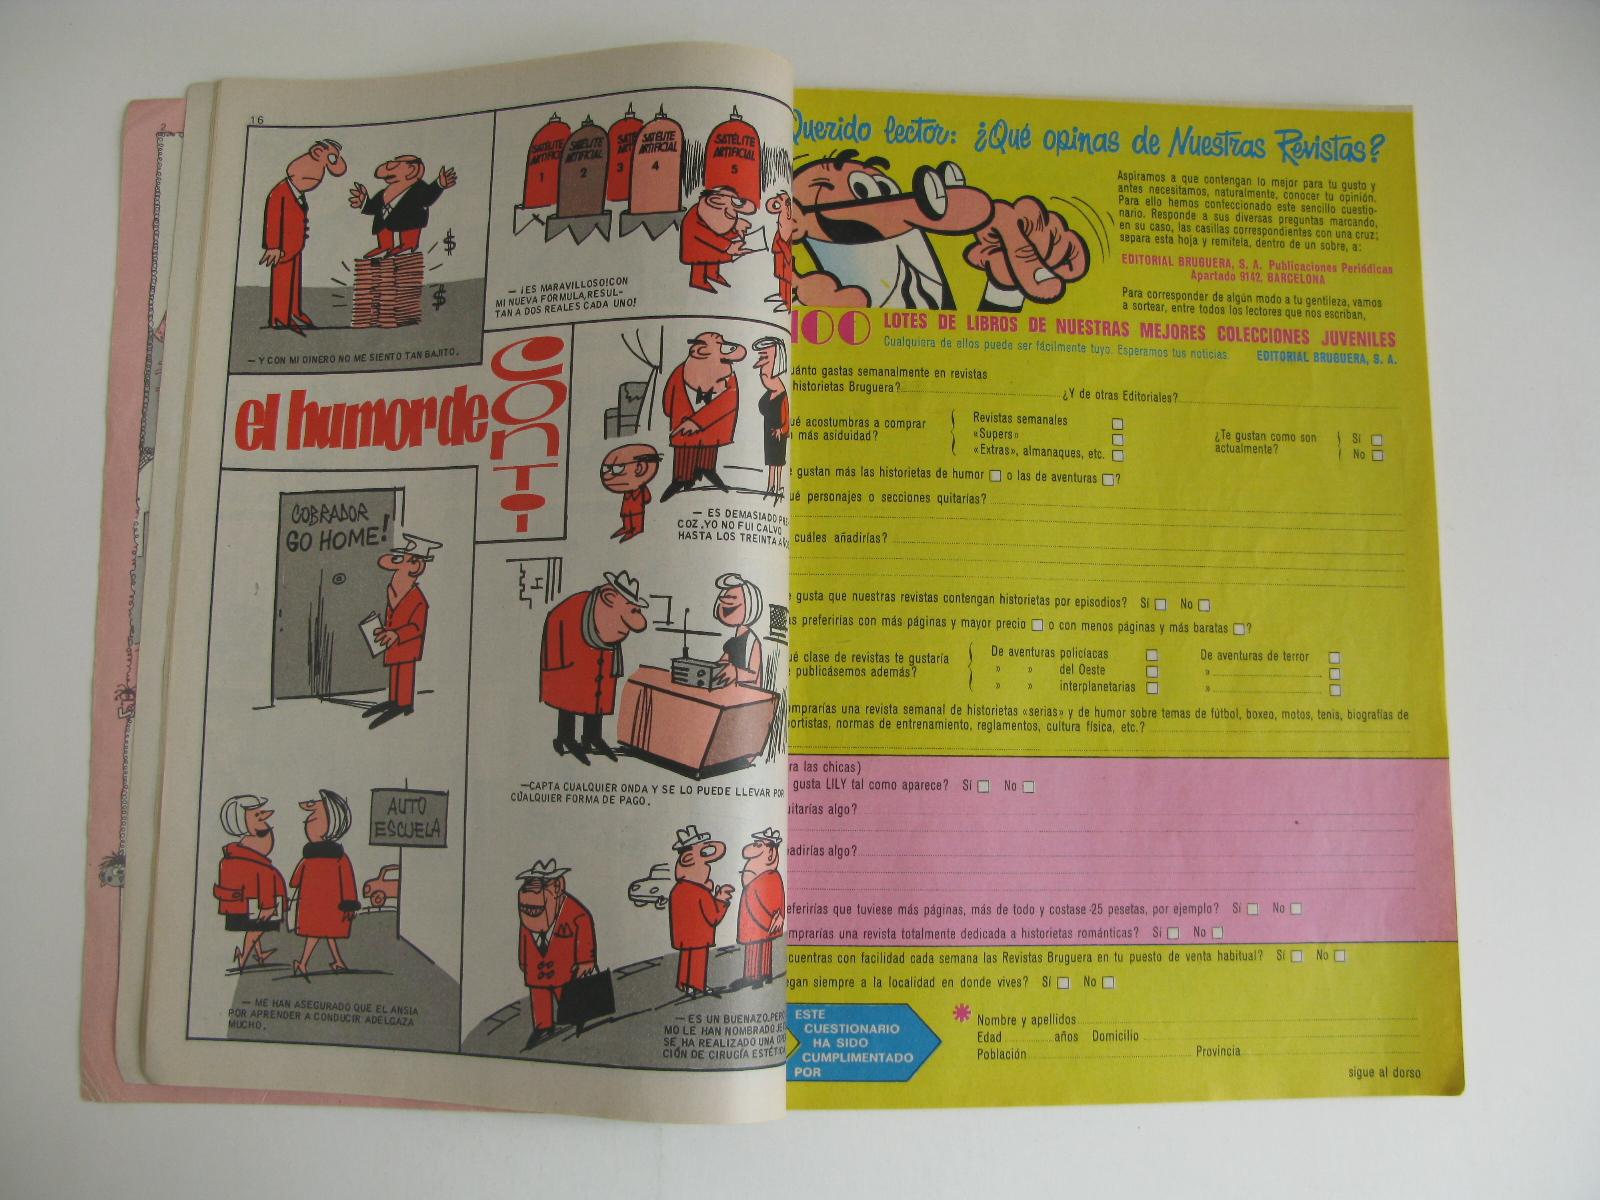 16
SATÉLITE
ARTIFICIAL
1
SATÉLITE
ARTIFICIAL
2
3
SATÉLITE
ARTIFICIAL
4
SATÉLITE
ARTIFICIAL
5
— ¡ES MARAVILLOSO! CON
MI NUEVA FORMULA, RESUL-
TAN A DOS REALES CADA UNO!
— Y CON MI DINERO NO ME SIENTO TAN BAJITO.
el humor de
CONTI
— ES DEMASIADO PRE-
COZ. YO NO FUI CALVO
HASTA LOS TREINTA
COBRADOR
GO HOME!
—CAPTA CUALQUIER ONDA Y SE LO PUEDE LLEVAR POR
CUALQUIER FORMA DE PAGO.
AUTO
ESCUELA
— ME HAN ASEGURADO QUE EL ANSIA
POR APRENDER A CONDUCIR ADELGAZA
MUCHO.
— ES UN BUENAZO. PERO
MO LE HAN NOMBRADO
SE HA REALIZADO UNA
CIÓN DE CIRUGÍA
Querido lector: ¿Qué opinas de Nuestras Revistas?
Aspiramos a que contengan lo mejor para tu gusto y
antes necesitamos, naturalmente, conocer tu opinión.
Para ello hemos confeccionado este sencillo cuestio-
nario. Responde a sus diversas preguntas marcando,
en su caso, las casillas correspondientes con una cruz;
separa esta hoja y remítela, dentro de un sobre, a:
EDITORIAL BRUGUERA, S. A. Publicaciones Periódicas
Apartado 9142, BARCELONA
Para corresponder de algún modo a tu gentileza, vamos
a sortear, entre todos los lectores que nos escriban,
100 LOTES DE LIBROS DE NUESTRAS MEJORES COLECCIONES JUVENILES
Cualquiera de ellos puede ser fácilmente tuyo. Esperamos tus noticias. EDITORIAL BRUGUERA, S. A.
uánto gastas semanalmente en revistas
historietas Bruguera? ¿Y de otras Editoriales?
ué acostumbras a comprar
más asiduidad?
Revistas semanales
«Supers»
«Extras», almanaques, etc.
¿Te gustan como son
actualmente?
Sí
No
gustan más las historietas de humor o las de aventuras ?
ué personajes o secciones quitarías?
cuáles añadirías?
gusta que nuestras revistas contengan historietas por episodios? Sí No
s preferirías con más páginas y mayor precio o con menos páginas y más baratas ?
ué clase de revistas te gustaría
publicásemos además?
De aventuras policíacas
» » del Oeste
» » interplanetarias
De aventuras de terror
»
»
omprarías una revista semanal de historietas «serias» y de humor sobre temas de fútbol, boxeo, motos, tenis, biografías de
portistas, normas de entrenamiento, reglamentos, cultura física, etc.?
ra las chicas)
gusta LILY tal como aparece? Sí No
uitarías algo?
adirías algo?
eferirías que tuviese más páginas, más de todo y costase 25 pesetas, por ejemplo? Sí No
mprarías una revista totalmente dedicada a historietas románticas? Sí No
cuentras con facilidad cada semana las Revistas Bruguera en tu puesto de venta habitual? Sí No
egan siempre a la localidad en donde vives? Sí No
ESTE
CUESTIONARIO
HA SIDO
CUMPLIMENTADO
POR
Nombre y apellidos
Edad años Domicilio
Población Provincia
sigue al dorso